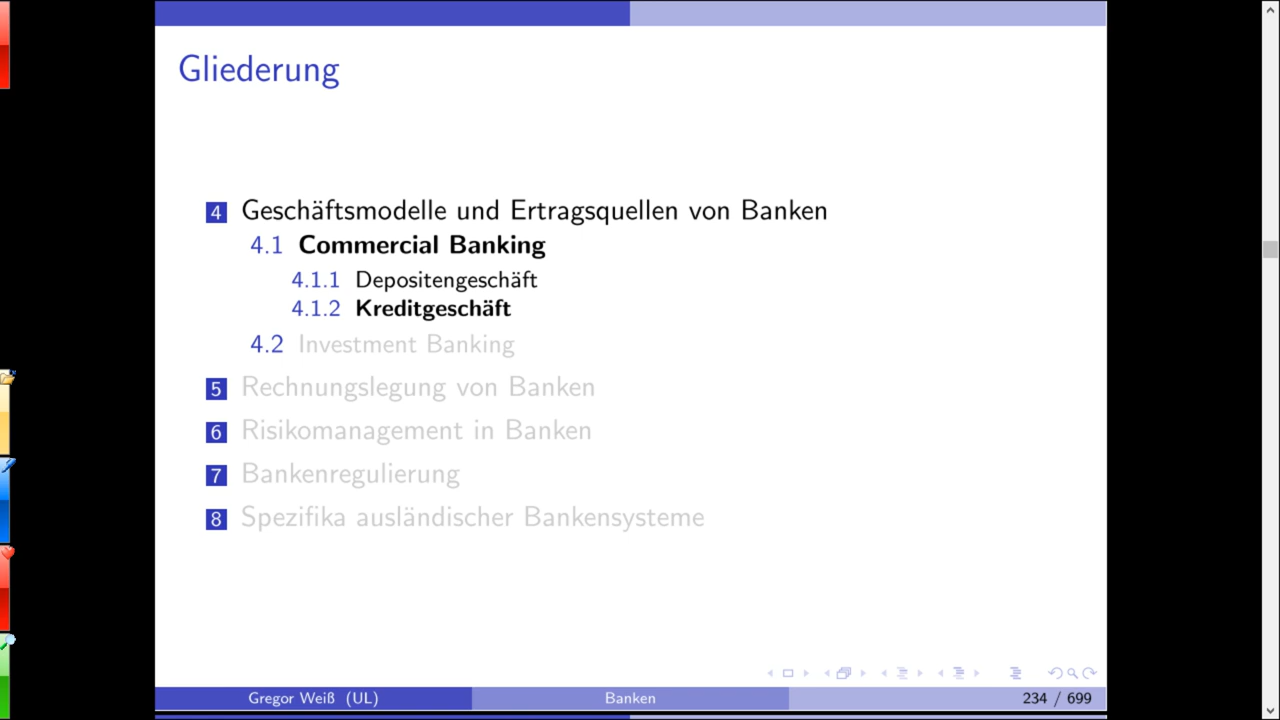 Gliederung
4 Geschäftsmodelle und Ertragsquellen von Banken
4.1 Commercial Banking
4.1.1 Depositengeschäft
4.1.2 Kreditgeschäft
4.2 Investment Banking
5 Rechnungslegung von Banken
6 Risikomanagement in Banken
7 Bankenregulierung
8 Spezifika ausländischer Bankensysteme
Gregor Weiß (UL) Banken 234 / 699